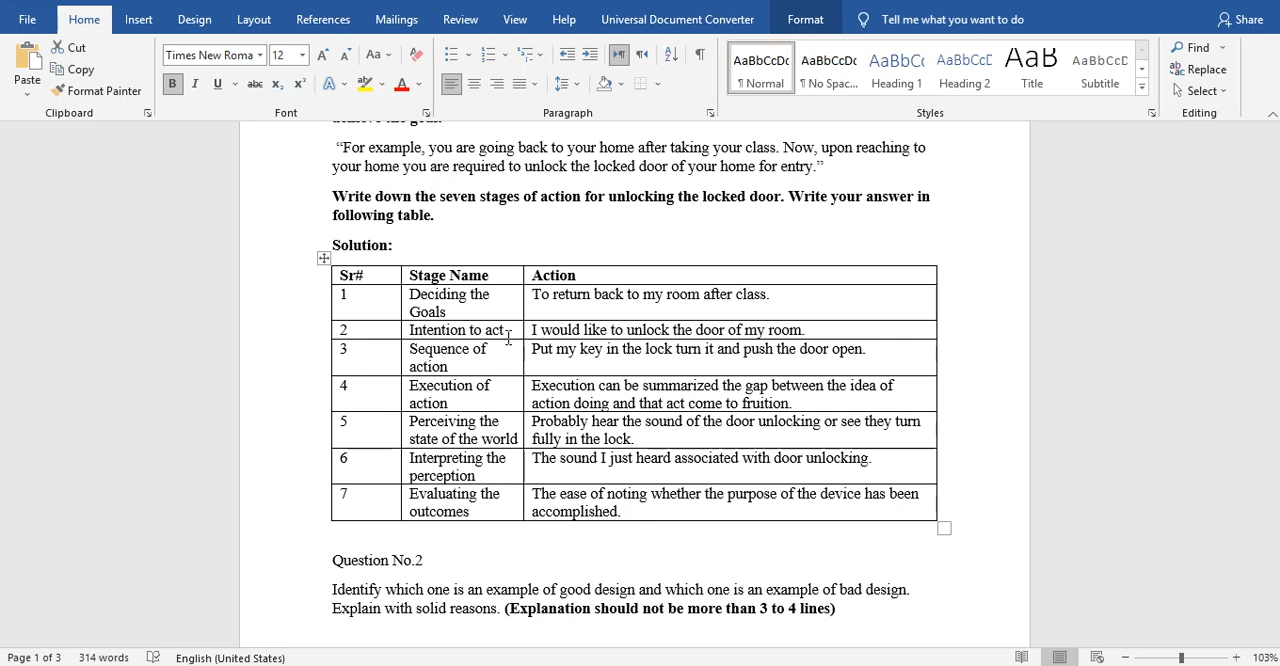 File Home Insert Design Layout References Mailings Review View Help Universal Document Converter Format Tell me what you want to do Share
Paste
Cut
Copy
Format Painter
Times New Roma 12
Aa
B I U abc x₂ x² A A
¶
AaBbCcDc AaBbCcDc AaBbCc AaBbCcD AaB AaBbCcD
¶ Normal ¶ No Spac... Heading 1 Heading 2 Title Subtitle
Find
Replace
Select
Clipboard Font Paragraph Styles Editing
“For example, you are going back to your home after taking your class. Now, upon reaching to
your home you are required to unlock the locked door of your home for entry.”
Write down the seven stages of action for unlocking the locked door. Write your answer in
following table.
Solution:
Sr# Stage Name Action
1 Deciding the To return back to my room after class.
Goals
2 Intention to act I would like to unlock the door of my room.
3 Sequence of Put my key in the lock turn it and push the door open.
action
4 Execution of Execution can be summarized the gap between the idea of
action action doing and that act come to fruition.
5 Perceiving the Probably hear the sound of the door unlocking or see they turn
state of the world fully in the lock.
6 Interpreting the The sound I just heard associated with door unlocking.
perception
7 Evaluating the The ease of noting whether the purpose of the device has been
outcomes accomplished.
Question No.2
Identify which one is an example of good design and which one is an example of bad design.
Explain with solid reasons. (Explanation should not be more than 3 to 4 lines)
Page 1 of 3 314 words English (United States) 103%